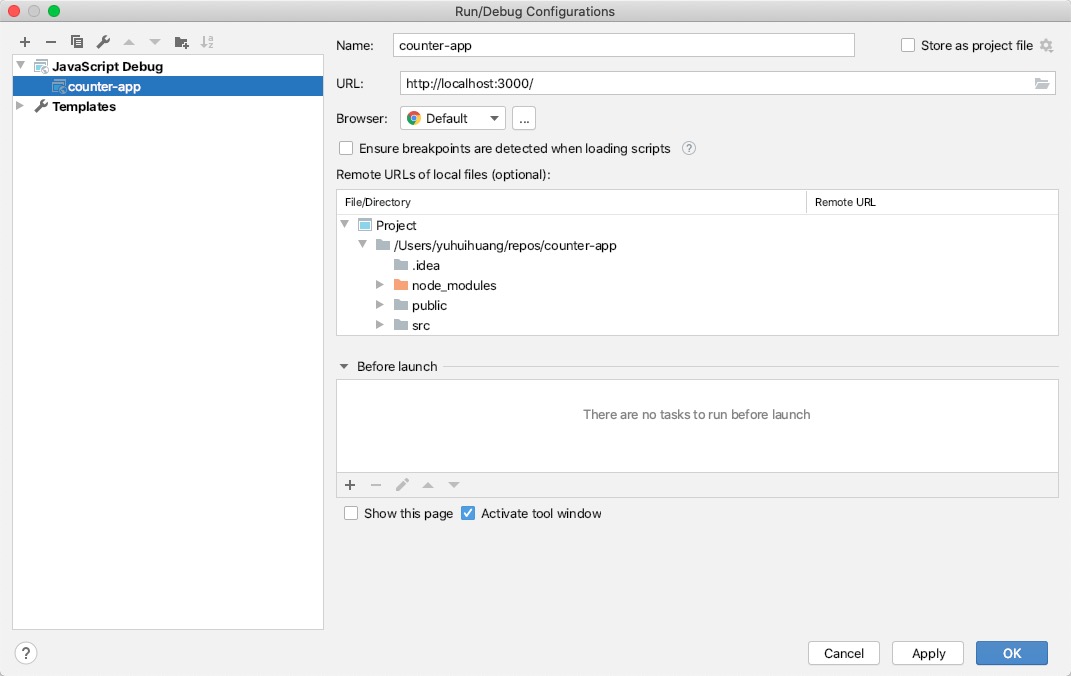 Run/Debug Configurations
JavaScript Debug
counter-app
Templates
Name: counter-app
Store as project file
URL: http://localhost:3000/
Browser: Default ...
Ensure breakpoints are detected when loading scripts ?
Remote URLs of local files (optional):
File/Directory Remote URL
Project
/Users/yuhuihuang/repos/counter-app
.idea
node_modules
public
src
Before launch
There are no tasks to run before launch
Show this page Activate tool window
? Cancel Apply OK